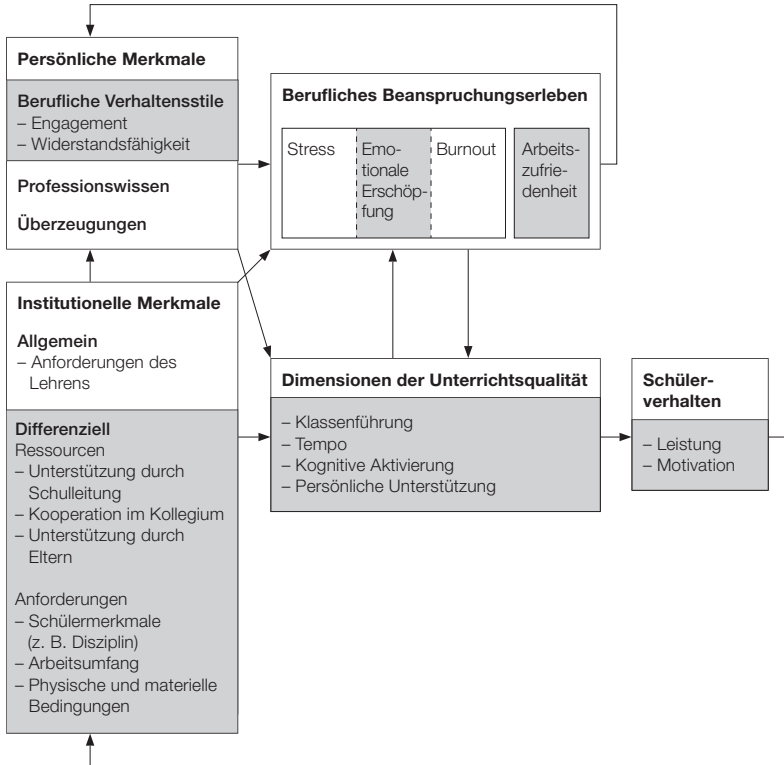 Persönliche Merkmale
Berufliche Verhaltensstile
– Engagement
– Widerstandsfähigkeit
Professionswissen
Überzeugungen
Berufliches Beanspruchungserleben
Stress
Emo-
tionale
Erschöp-
fung
Burnout
Arbeits-
zufrie-
denheit
Institutionelle Merkmale
Allgemein
– Anforderungen des
Lehrens
Differenziell
Ressourcen
– Unterstützung durch
Schulleitung
– Kooperation im Kollegium
– Unterstützung durch
Eltern
Anforderungen
– Schülermerkmale
(z. B. Disziplin)
– Arbeitsumfang
– Physische und materielle
Bedingungen
Dimensionen der Unterrichtsqualität
– Klassenführung
– Tempo
– Kognitive Aktivierung
– Persönliche Unterstützung
Schüler-
verhalten
– Leistung
– Motivation